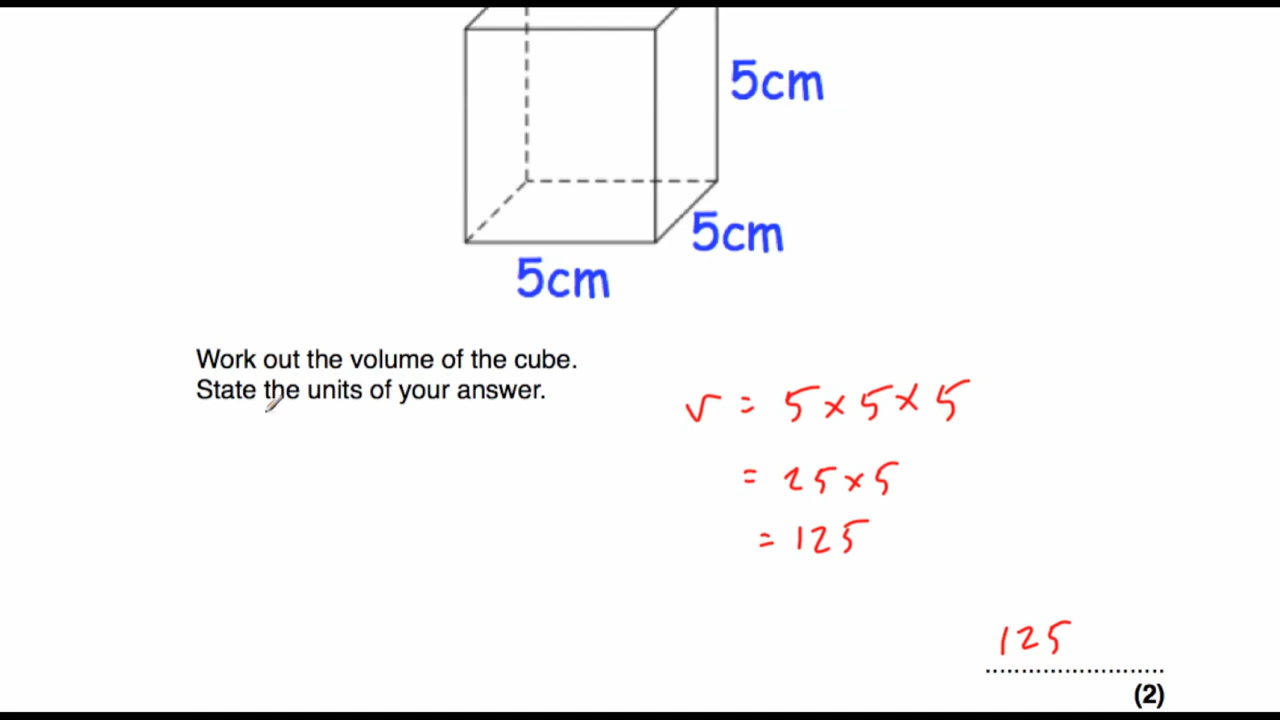 5cm
5cm
5cm
Work out the volume of the cube.
State the units of your answer.
v = 5 × 5 × 5
= 25 × 5
= 125
125
........................
(2)